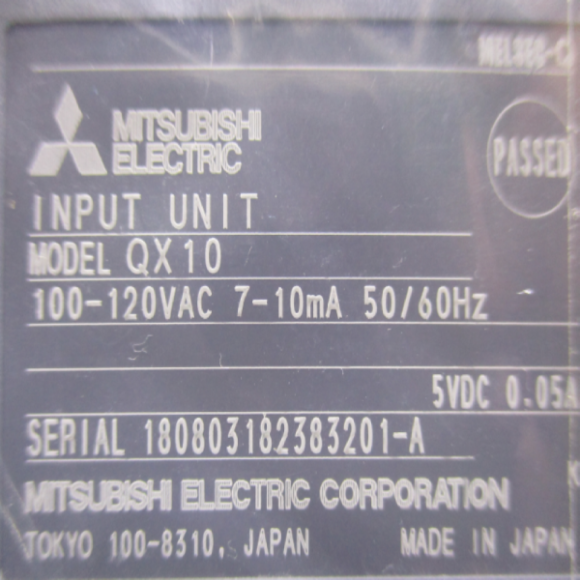 MELSEC-
MITSUBISHI
ELECTRIC
PASSED
INPUT UNIT
MODEL QX10
100-120VAC 7-10mA 50/60Hz
5VDC 0.05A
SERIAL 180803182383201-A
MITSUBISHI ELECTRIC CORPORATION
TOKYO 100-8310, JAPAN MADE IN JAPAN